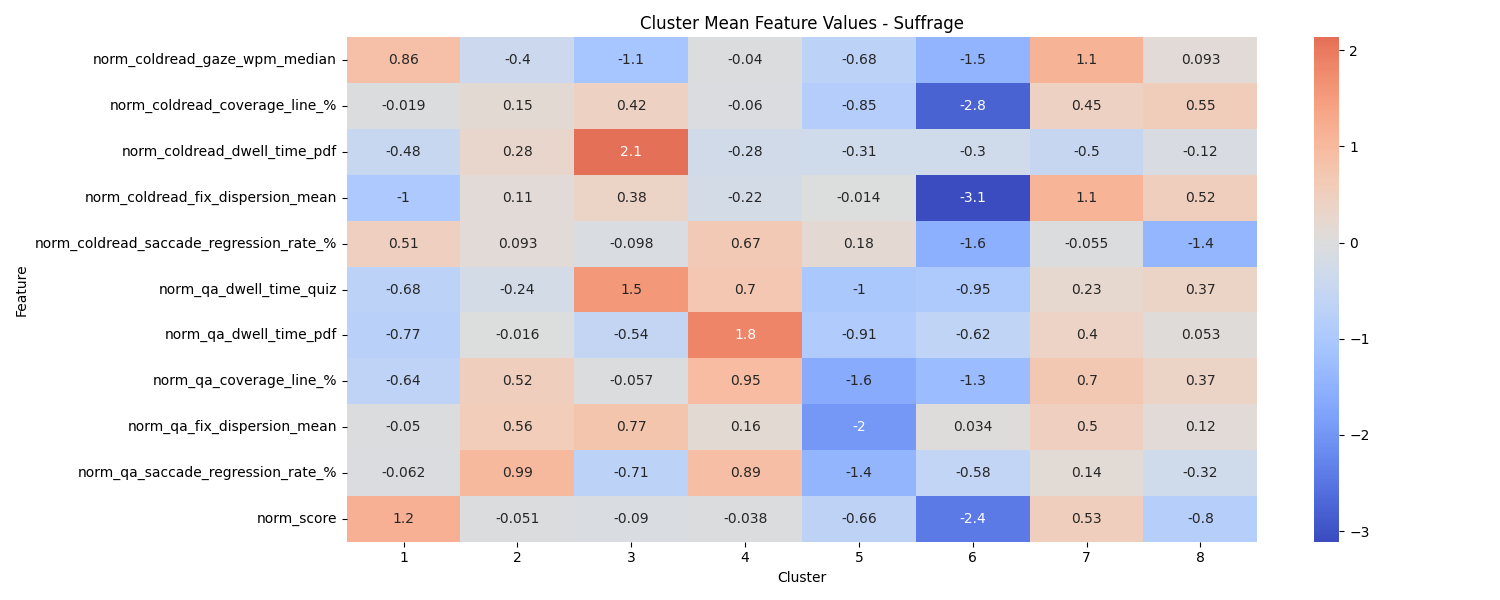 Cluster Mean Feature Values - Suffrage
norm_coldread_gaze_wpm_median 0.86 -0.4 -1.1 -0.04 -0.68 -1.5 1.1 0.093
norm_coldread_coverage_line_% -0.019 0.15 0.42 -0.06 -0.85 -2.8 0.45 0.55
norm_coldread_dwell_time_pdf -0.48 0.28 2.1 -0.28 -0.31 -0.3 -0.5 -0.12
norm_coldread_fix_dispersion_mean -1 0.11 0.38 -0.22 -0.014 -3.1 1.1 0.52
norm_coldread_saccade_regression_rate_% 0.51 0.093 -0.098 0.67 0.18 -1.6 -0.055 -1.4
norm_qa_dwell_time_quiz -0.68 -0.24 1.5 0.7 -1 -0.95 0.23 0.37
norm_qa_dwell_time_pdf -0.77 -0.016 -0.54 1.8 -0.91 -0.62 0.4 0.053
norm_qa_coverage_line_% -0.64 0.52 -0.057 0.95 -1.6 -1.3 0.7 0.37
norm_qa_fix_dispersion_mean -0.05 0.56 0.77 0.16 -2 0.034 0.5 0.12
norm_qa_saccade_regression_rate_% -0.062 0.99 -0.71 0.89 -1.4 -0.58 0.14 -0.32
norm_score 1.2 -0.051 -0.09 -0.038 -0.66 -2.4 0.53 -0.8
1 2 3 4 5 6 7 8
Cluster
Feature
2
1
0
−1
−2
−3